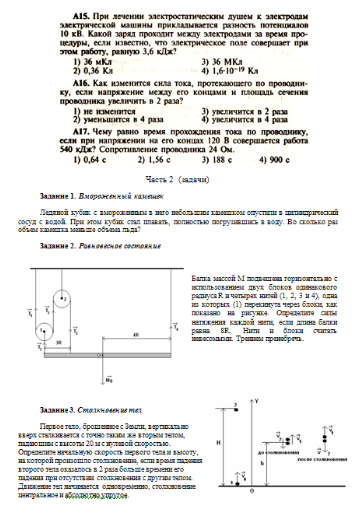 А15. При лечении электростатическим душем к электродам
электрической машины прикладывается разность потенциалов
10 кВ. Какой заряд проходит между электродами за время про-
цедуры, если известно, что электрическое поле совершает при
этом работу, равную 3,6 кДж?
1) 36 мКл 3) 36 МКл
2) 0,36 Кл 4) 1,6·10⁻¹⁹ Кл
А16. Как изменится сила тока, протекающего по проводни-
ку, если напряжение между его концами и площадь сечения
проводника увеличить в 2 раза?
1) не изменится 3) увеличится в 2 раза
2) уменьшится в 4 раза 4) увеличится в 4 раза
А17. Чему равно время прохождения тока по проводнику,
если при напряжении на его концах 120 В совершается работа
540 кДж? Сопротивление проводника 24 Ом.
1) 0,64 с 2) 1,56 с 3) 188 с 4) 900 с
Часть 2 (задачи)
Задание 1. Вмороженный камешек
Ледяной кубик с вмороженным в него небольшим камешком опустили в цилиндрический
сосуд с водой. При этом кубик стал плавать, полностью погрузившись в воду. Во сколько раз
объем камешка меньше объема льда?
Задание 2. Равновесное состояние
Балка массой М подвешена горизонтально с
использованием двух блоков одинакового
радиуса R и четырех нитей (1, 2, 3 и 4), одна
из которых (1) перекинута через блоки, как
показано на рисунке. Определите силы
натяжения каждой нити, если длина балки
равна 8R. Нити и блоки считать
невесомыми. Трением пренебречь.
2
4R
1
2R
О
Задание 3. Столкновение тел
Первое тело, брошенное с Земли, вертикально
вверх сталкивается с точно таким же вторым телом,
падающим с высоты 20 м с нулевой скоростью.
Определите начальную скорость первого тела и высоту,
на которой произошло столкновение, если время падения
второго тела оказалось в 2 раза больше времени его
падения при отсутствии столкновения с другим телом.
Движение тел начинается одновременно, столкновение
центральное и абсолютно упругое.
2
Y
H
до столкновения
после столкновения
h
O